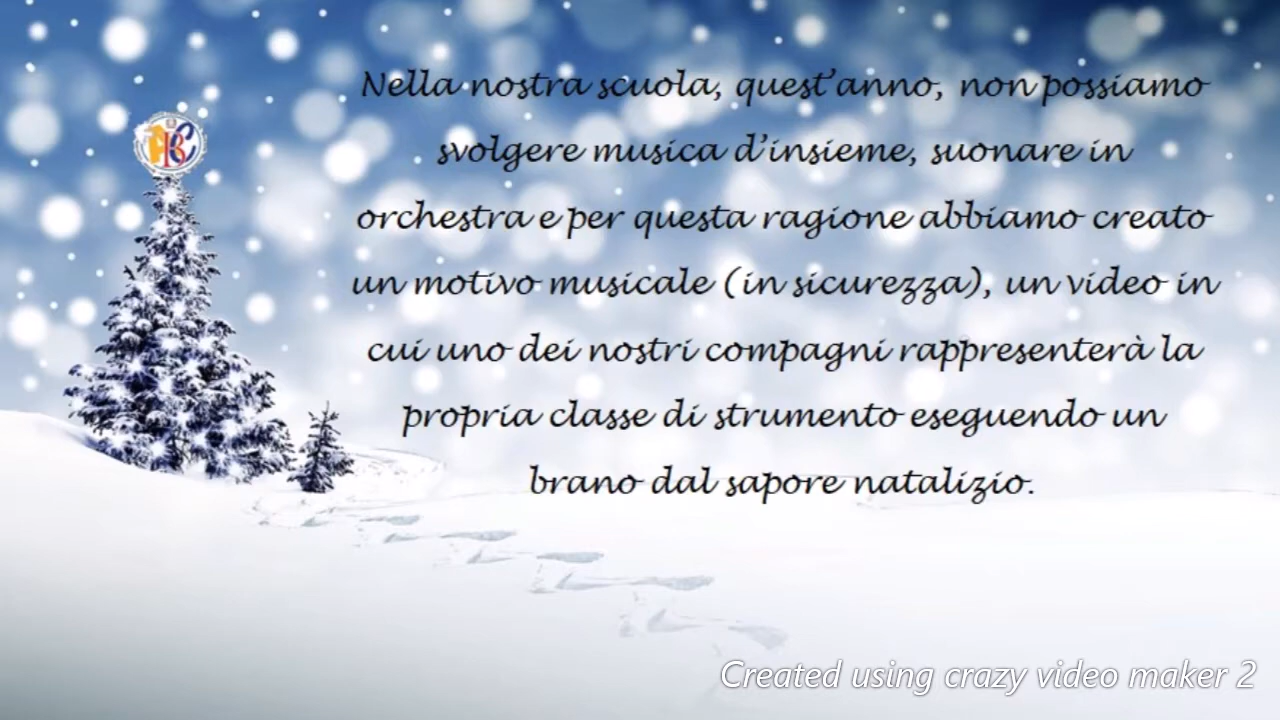 Nella nostra scuola, quest'anno, non possiamo
svolgere musica d'insieme, suonare in
orchestra e per questa ragione abbiamo creato
un motivo musicale (in sicurezza), un video in
cui uno dei nostri compagni rappresenterà la
propria classe di strumento eseguendo un
brano dal sapore natalizio.
Created using crazy video maker 2